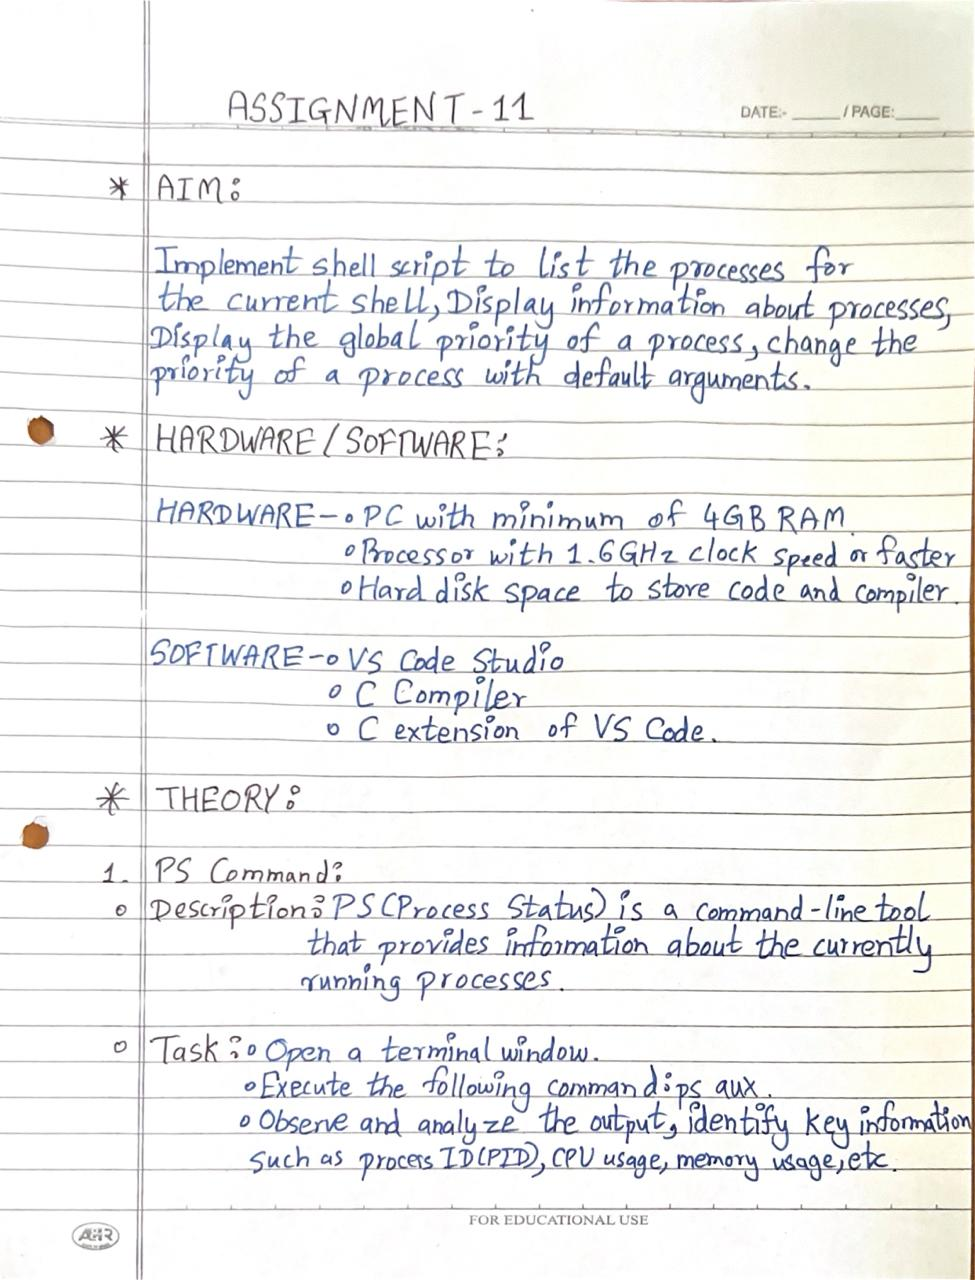 ASSIGNMENT-11
DATE:- _____ / PAGE:_____
* AIM:
Implement shell script to list the processes for
the current shell, Display information about processes,
Display the global priority of a process, change the
priority of a process with default arguments.
* HARDWARE / SOFTWARE:
HARDWARE-∘ PC with minimum of 4GB RAM
∘ Processor with 1.6GHz clock speed or faster
∘ Hard disk space to store code and compiler.
SOFTWARE-∘ VS Code Studio
∘ C Compiler
∘ C extension of VS Code.
* THEORY:
1. PS Command:
∘ Description: PS(Process Status) is a command-line tool
that provides information about the currently
running processes.
∘ Task:∘ Open a terminal window.
∘ Execute the following command: ps aux.
∘ Observe and analyze the output, identify key information
such as process ID(PID), CPU usage, memory usage, etc.
FOR EDUCATIONAL USE